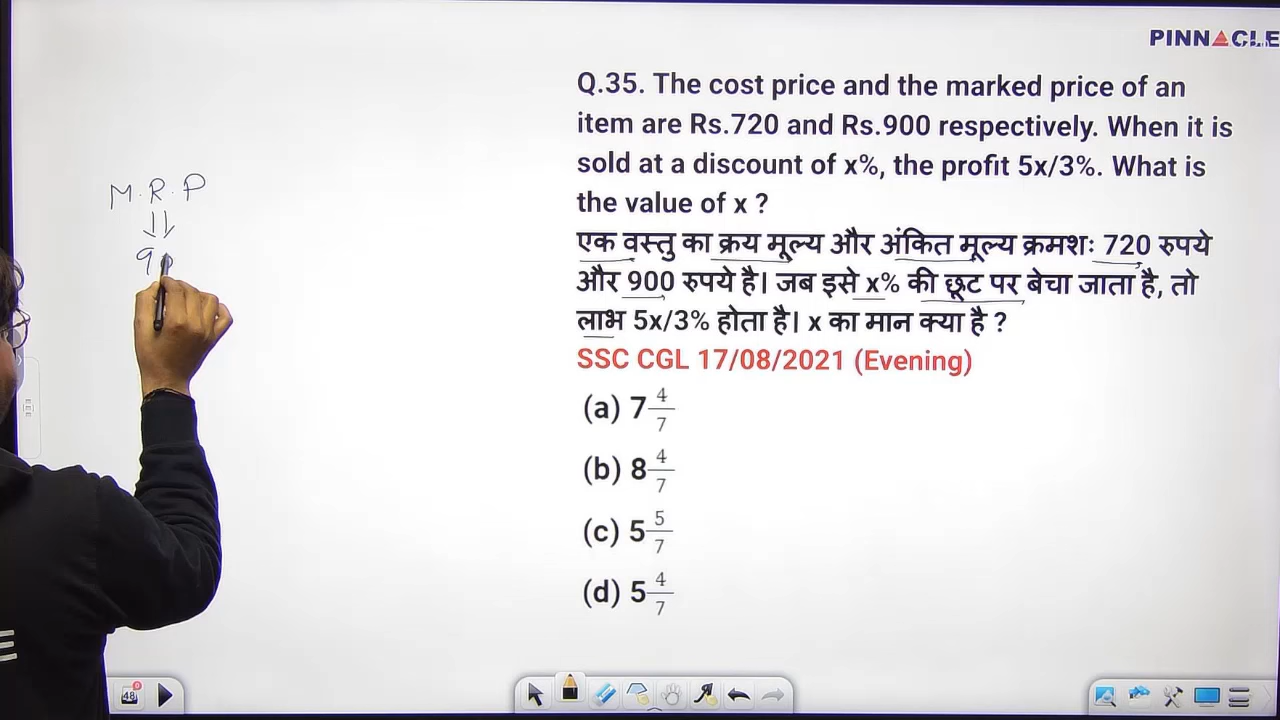 PINNACLE
Q.35. The cost price and the marked price of an
item are Rs.720 and Rs.900 respectively. When it is
sold at a discount of x%, the profit 5x/3%. What is
the value of x ?
एक वस्तु का क्रय मूल्य और अंकित मूल्य क्रमशः 720 रुपये
और 900 रुपये है। जब इसे x% की छूट पर बेचा जाता है, तो
लाभ 5x/3% होता है। x का मान क्या है ?
SSC CGL 17/08/2021 (Evening)
(a) 7 4/7
(b) 8 4/7
(c) 5 5/7
(d) 5 4/7
M.R.P
9
48